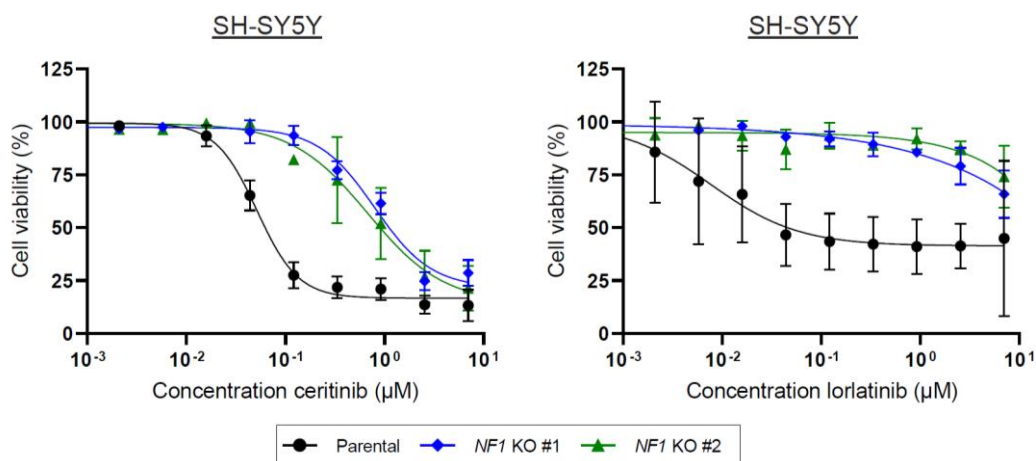 SH-SY5Y
SH-SY5Y
125
100
75
50
25
0
Cell viability (%)
10⁻³ 10⁻² 10⁻¹ 10⁰ 10¹
Concentration ceritinib (µM)
125
100
75
50
25
0
Cell viability (%)
10⁻³ 10⁻² 10⁻¹ 10⁰ 10¹
Concentration lorlatinib (µM)
Parental NF1 KO #1 NF1 KO #2